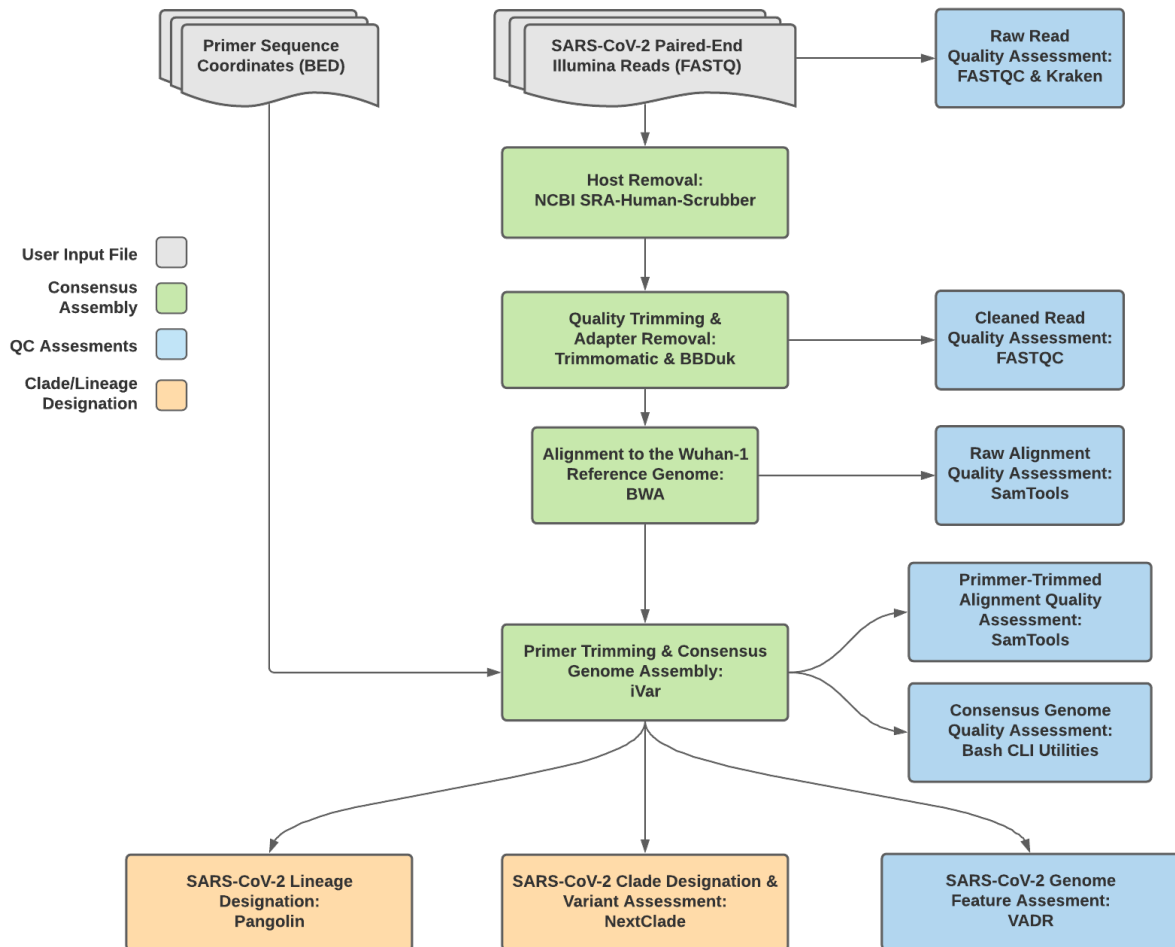 Primer Sequence
Coordinates (BED)
SARS-CoV-2 Paired-End
Illumina Reads (FASTQ)
Raw Read
Quality Assessment:
FASTQC & Kraken
Host Removal:
NCBI SRA-Human-Scrubber
User Input File
Consensus
Assembly
QC Assesments
Clade/Lineage
Designation
Quality Trimming &
Adapter Removal:
Trimmomatic & BBDuk
Cleaned Read
Quality Assessment:
FASTQC
Alignment to the Wuhan-1
Reference Genome:
BWA
Raw Alignment
Quality Assessment:
SamTools
Primmer-Trimmed
Alignment Quality
Assessment:
SamTools
Primer Trimming & Consensus
Genome Assembly:
iVar
Consensus Genome
Quality Assessment:
Bash CLI Utilities
SARS-CoV-2 Lineage
Designation:
Pangolin
SARS-CoV-2 Clade Designation &
Variant Assessment:
NextClade
SARS-CoV-2 Genome
Feature Assesment:
VADR